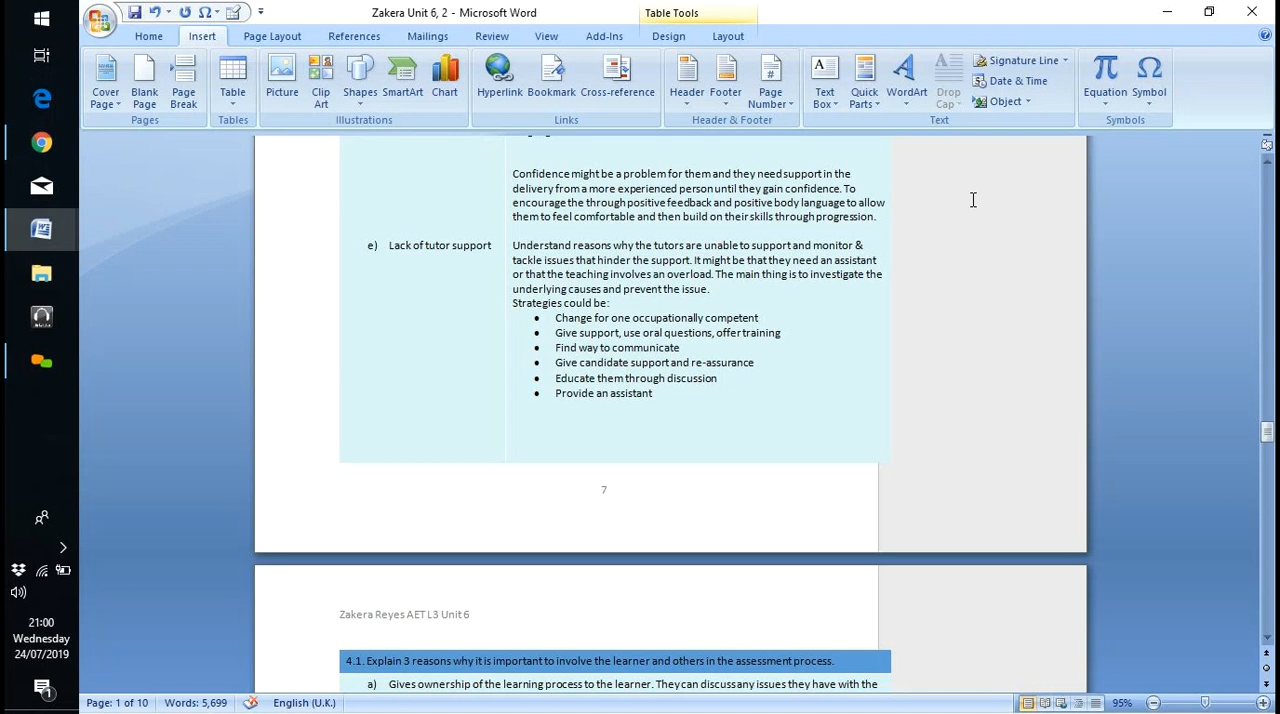 Zakera Unit 6, 2 - Microsoft Word
Table Tools
Home Insert Page Layout References Mailings Review View Add-Ins Design Layout
Cover Page
Blank Page
Page Break
Table
Picture
Clip Art
Shapes
SmartArt
Chart
Hyperlink
Bookmark
Cross-reference
Header
Footer
Page Number
Text Box
Quick Parts
WordArt
Drop Cap
Signature Line
Date & Time
Object
Equation
Symbol
Pages Tables Illustrations Links Header & Footer Text Symbols
Confidence might be a problem for them and they need support in the
delivery from a more experienced person until they gain confidence. To
encourage the through positive feedback and positive body language to allow
them to feel comfortable and then build on their skills through progression.
e) Lack of tutor support
Understand reasons why the tutors are unable to support and monitor &
tackle issues that hinder the support. It might be that they need an assistant
or that the teaching involves an overload. The main thing is to investigate the
underlying causes and prevent the issue.
Strategies could be:
• Change for one occupationally competent
• Give support, use oral questions, offer training
• Find way to communicate
• Give candidate support and re-assurance
• Educate them through discussion
• Provide an assistant
7
Zakera Reyes AET L3 Unit 6
4.1. Explain 3 reasons why it is important to involve the learner and others in the assessment process.
a) Gives ownership of the learning process to the learner. They can discuss any issues they have with the
21:00
Wednesday
24/07/2019
1
Page: 1 of 10 Words: 5,699 English (U.K.) 95%